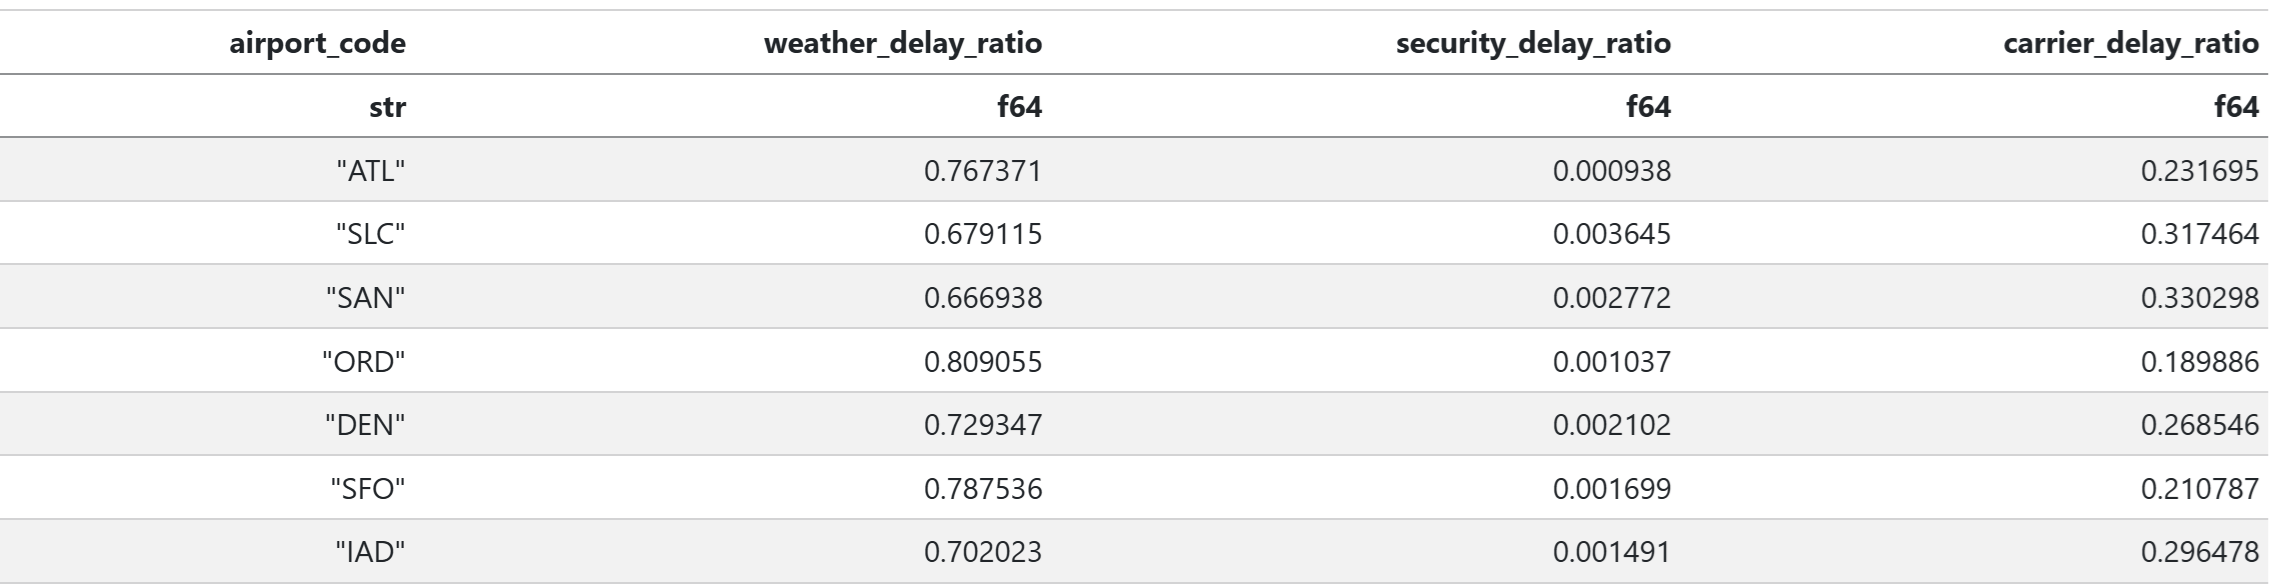 airport_code weather_delay_ratio security_delay_ratio carrier_delay_ratio
str f64 f64 f64
"ATL" 0.767371 0.000938 0.231695
"SLC" 0.679115 0.003645 0.317464
"SAN" 0.666938 0.002772 0.330298
"ORD" 0.809055 0.001037 0.189886
"DEN" 0.729347 0.002102 0.268546
"SFO" 0.787536 0.001699 0.210787
"IAD" 0.702023 0.001491 0.296478